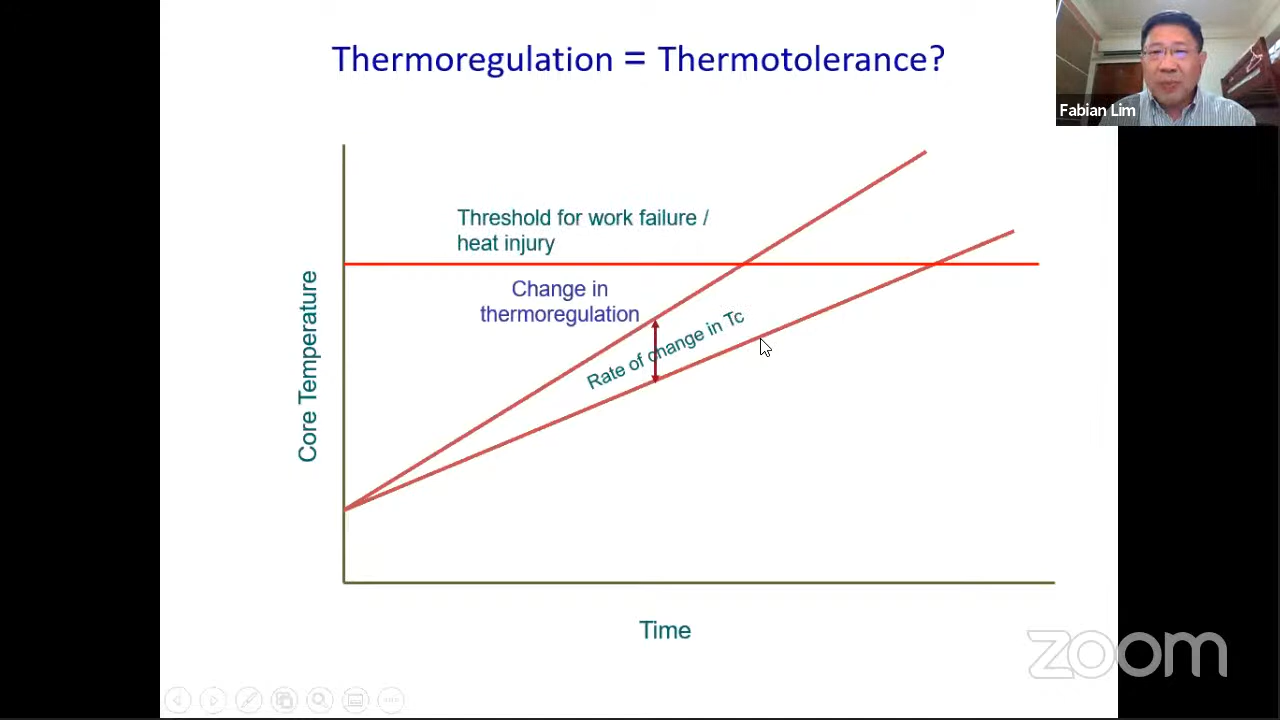 Thermoregulation = Thermotolerance?
Fabian Lim
Threshold for work failure /
heat injury
Change in
thermoregulation
Rate of change in Tc
Core Temperature
Time
zoom